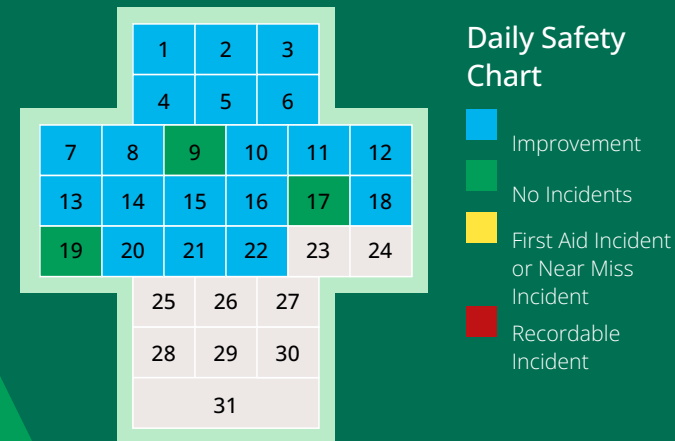 Daily Safety
Chart
1 2 3
4 5 6
7 8 9 10 11 12
13 14 15 16 17 18
19 20 21 22 23 24
25 26 27
28 29 30
31
Improvement
No Incidents
First Aid Incident
or Near Miss
Incident
Recordable
Incident